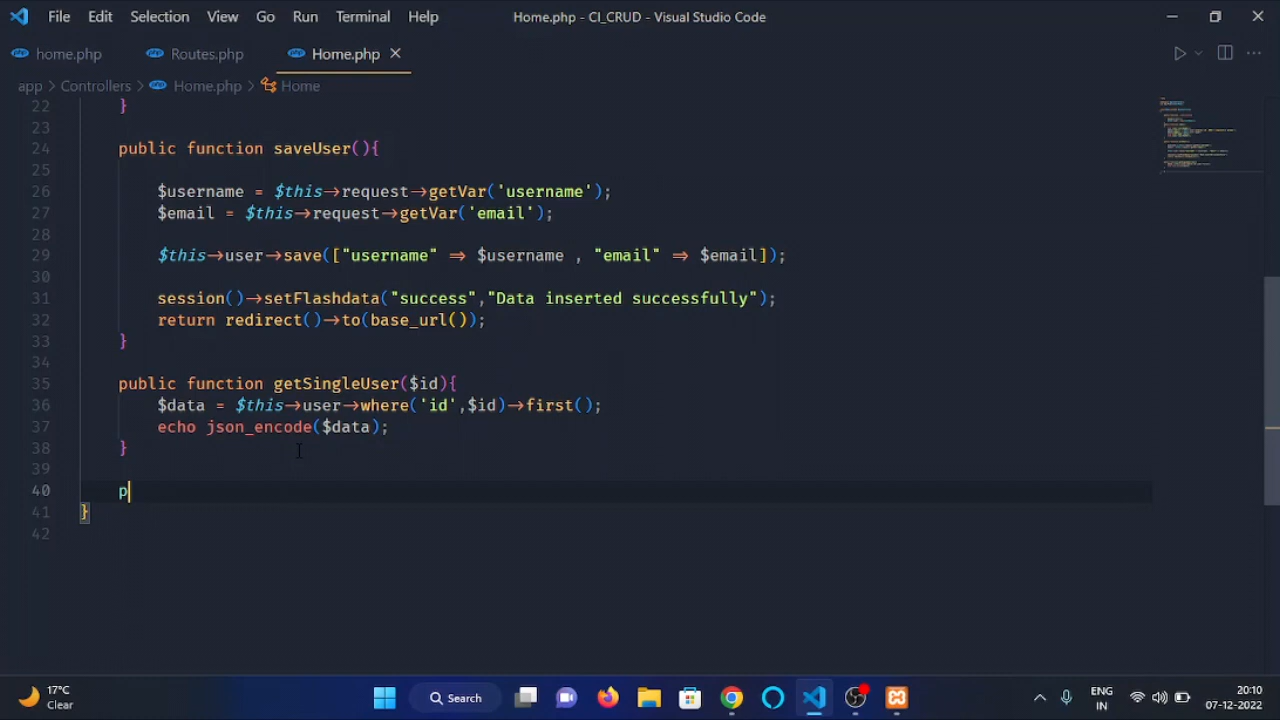 File Edit Selection View Go Run Terminal Help Home.php - CI_CRUD - Visual Studio Code
home.php Routes.php Home.php
app > Controllers > Home.php > Home
22 }
23
24 public function saveUser(){
25
26 $username = $this->request->getVar('username');
27 $email = $this->request->getVar('email');
28
29 $this->user->save(["username" => $username , "email" => $email]);
30
31 session()->setFlashdata("success","Data inserted successfully");
32 return redirect()->to(base_url());
33 }
34
35 public function getSingleUser($id){
36 $data = $this->user->where('id',$id)->first();
37 echo json_encode($data);
38 }
39
40 p
41 }
42
17°C
Clear
Search
ENG
IN
20:10
07-12-2022